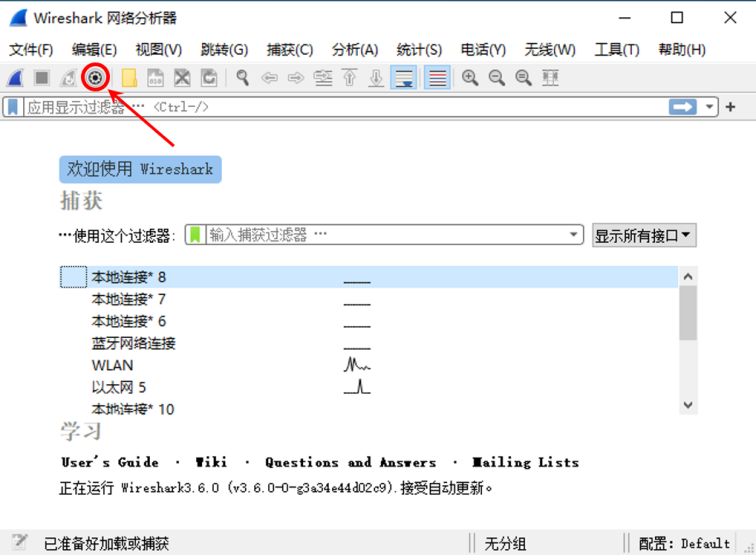 Wireshark 网络分析器
文件(F) 编辑(E) 视图(V) 跳转(G) 捕获(C) 分析(A) 统计(S) 电话(Y) 无线(W) 工具(T) 帮助(H)
应用显示过滤器 … <Ctrl-/>
欢迎使用 Wireshark
捕获
…使用这个过滤器: 输入捕获过滤器 … 显示所有接口
本地连接* 8
本地连接* 7
本地连接* 6
蓝牙网络连接
WLAN
以太网 5
本地连接* 10
学习
User's Guide · Wiki · Questions and Answers · Mailing Lists
正在运行 Wireshark3.6.0 (v3.6.0-0-g3a34e44d02c9).接受自动更新。
已准备好加载或捕获 无分组 配置: Default